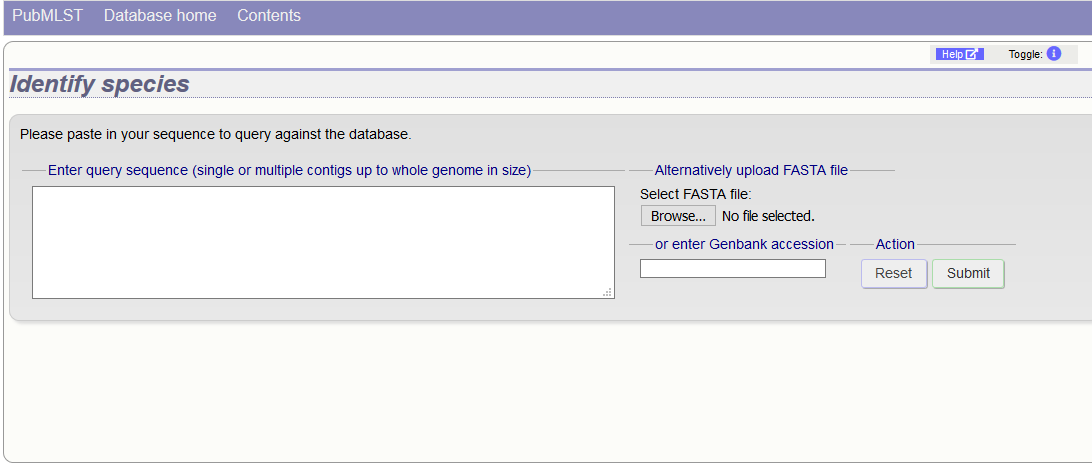 PubMLST Database home Contents
Help Toggle: i
Identify species
Please paste in your sequence to query against the database.
Enter query sequence (single or multiple contigs up to whole genome in size)
Alternatively upload FASTA file
Select FASTA file:
Browse... No file selected.
or enter Genbank accession
Action
Reset Submit